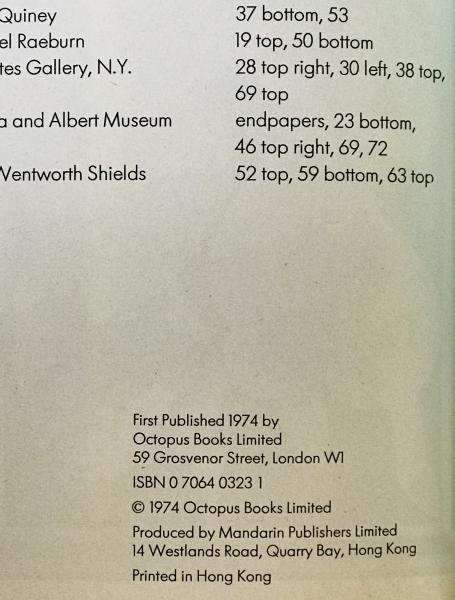 Quiney 37 bottom, 53
el Raeburn 19 top, 50 bottom
tes Gallery, N.Y. 28 top right, 30 left, 38 top,
69 top
a and Albert Museum endpapers, 23 bottom,
46 top right, 69, 72
Wentworth Shields 52 top, 59 bottom, 63 top
First Published 1974 by
Octopus Books Limited
59 Grosvenor Street, London W1
ISBN 0 7064 0323 1
© 1974 Octopus Books Limited
Produced by Mandarin Publishers Limited
14 Westlands Road, Quarry Bay, Hong Kong
Printed in Hong Kong